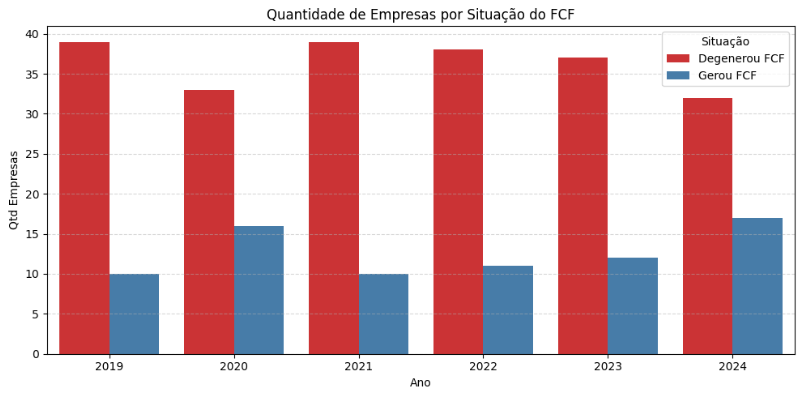 Quantidade de Empresas por Situação do FCF
Situação
Degenerou FCF
Gerou FCF
Qtd Empresas
40
35
30
25
20
15
10
5
0
2019 2020 2021 2022 2023 2024
Ano